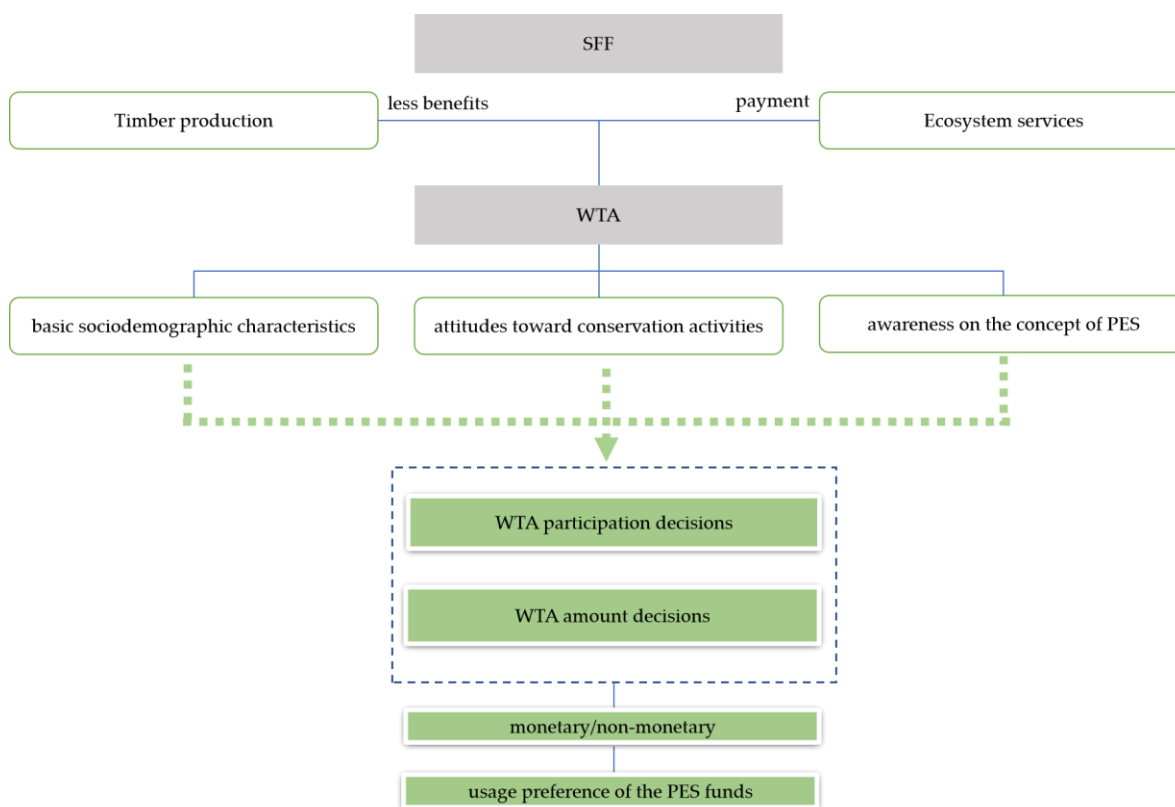 SFF
less benefits
payment
Timber production
Ecosystem services
WTA
basic sociodemographic characteristics
attitudes toward conservation activities
awareness on the concept of PES
WTA participation decisions
WTA amount decisions
monetary/non-monetary
usage preference of the PES funds